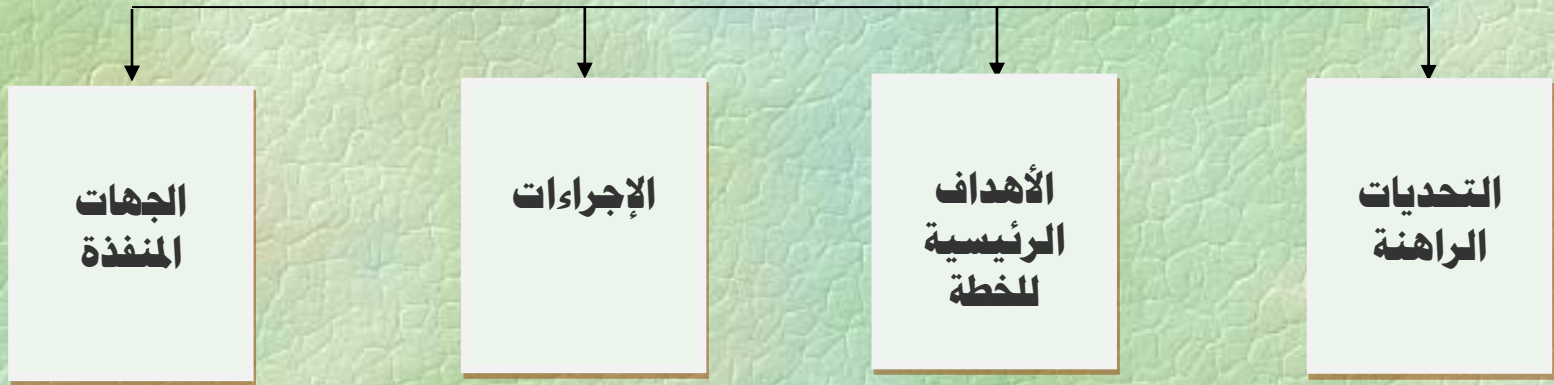 التحديات
الراهنة
الأهداف
الرئيسية
للخطة
الإجراءات
الجهات
المنفذة